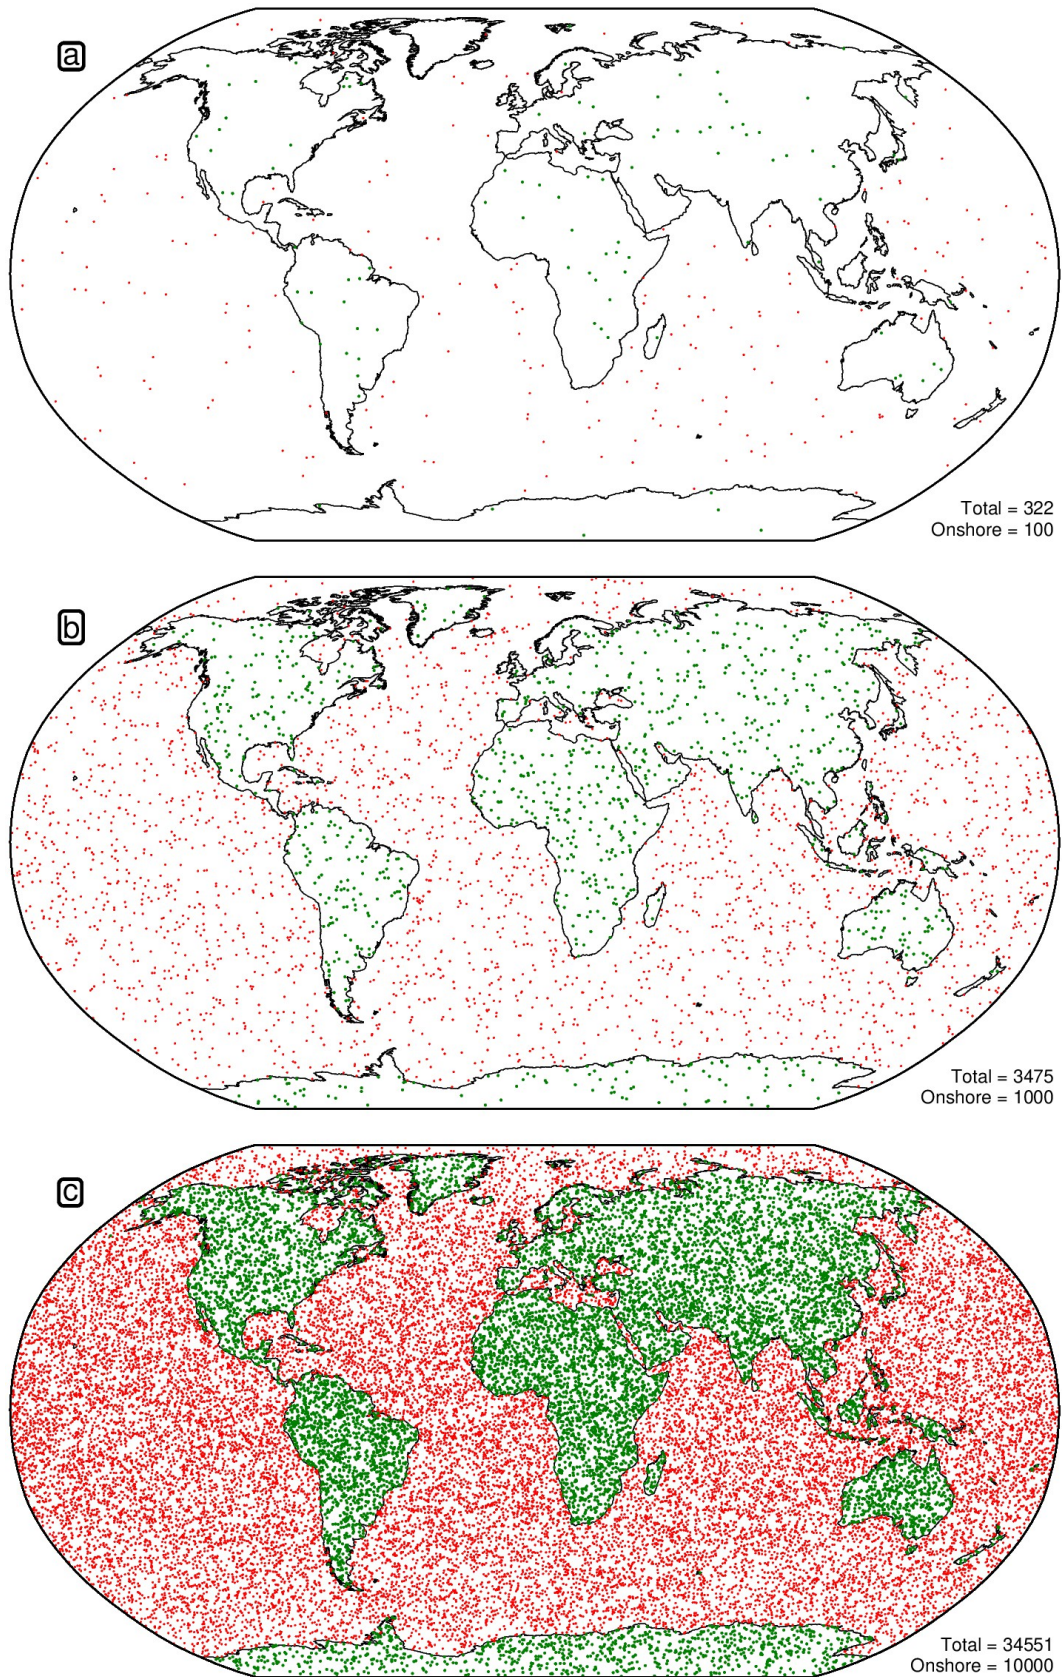 a
Total = 322
Onshore = 100
b
Total = 3475
Onshore = 1000
c
Total = 34551
Onshore = 10000